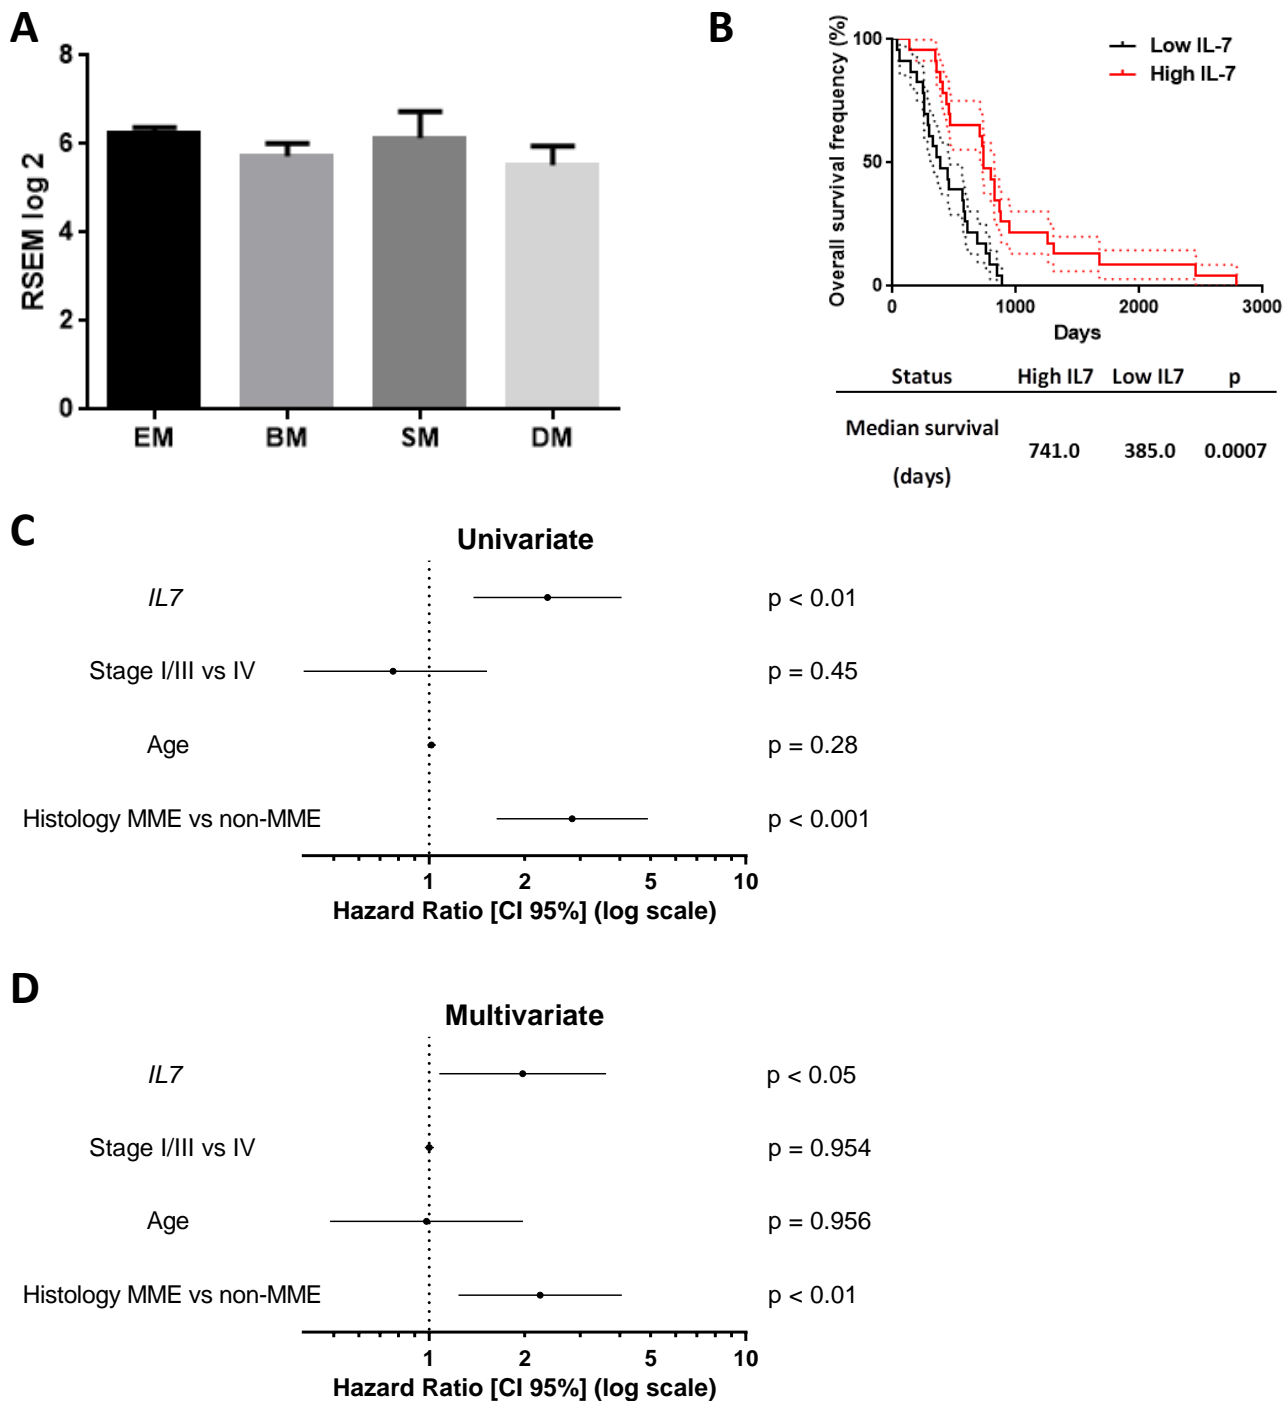 A
8
6
4
2
0
RSEM log 2
EM BM SM DM
B
Overall survival frequency (%)
100
50
0
Low IL-7
High IL-7
0 1000 2000 3000
Days
Status High IL7 Low IL7 p
Median survival
(days)
741.0 385.0 0.0007
C
Univariate
IL7 p < 0.01
Stage I/III vs IV p = 0.45
Age p = 0.28
Histology MME vs non-MME p < 0.001
1 2 5 10
Hazard Ratio [CI 95%] (log scale)
D
Multivariate
IL7 p < 0.05
Stage I/III vs IV p = 0.954
Age p = 0.956
Histology MME vs non-MME p < 0.01
1 2 5 10
Hazard Ratio [CI 95%] (log scale)